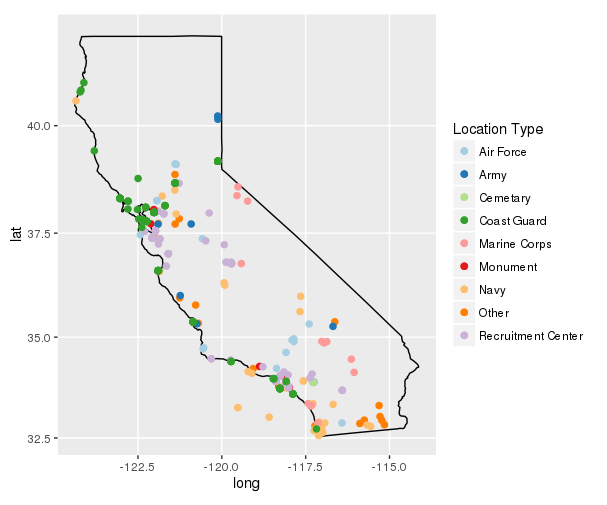 Location Type
Air Force
Army
Cemetary
Coast Guard
Marine Corps
Monument
Navy
Other
Recruitment Center
lat
40.0
37.5
35.0
32.5
-122.5 -120.0 -117.5 -115.0
long